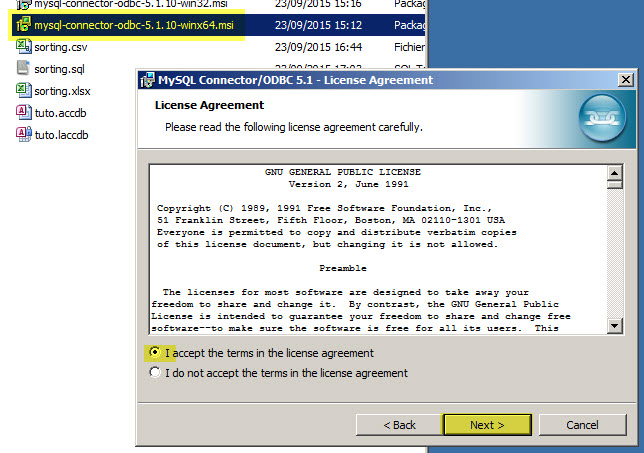 mysql-connector-odbc-5.1.10-win32.msi 23/09/2015 15:16 Packag
mysql-connector-odbc-5.1.10-winx64.msi 23/09/2015 15:12 Packag
sorting.csv 23/09/2015 16:44 Fichier
sorting.sql
sorting.xlsx
tuto.accdb
tuto.laccdb
MySQL Connector/ODBC 5.1 - License Agreement
License Agreement
Please read the following license agreement carefully.
GNU GENERAL PUBLIC LICENSE
Version 2, June 1991
Copyright (C) 1989, 1991 Free Software Foundation, Inc.,
51 Franklin Street, Fifth Floor, Boston, MA 02110-1301 USA
Everyone is permitted to copy and distribute verbatim copies
of this license document, but changing it is not allowed.
Preamble
The licenses for most software are designed to take away your
freedom to share and change it.  By contrast, the GNU General Public
License is intended to guarantee your freedom to share and change free
software--to make sure the software is free for all its users.  This
I accept the terms in the license agreement
I do not accept the terms in the license agreement
< Back
Next >
Cancel